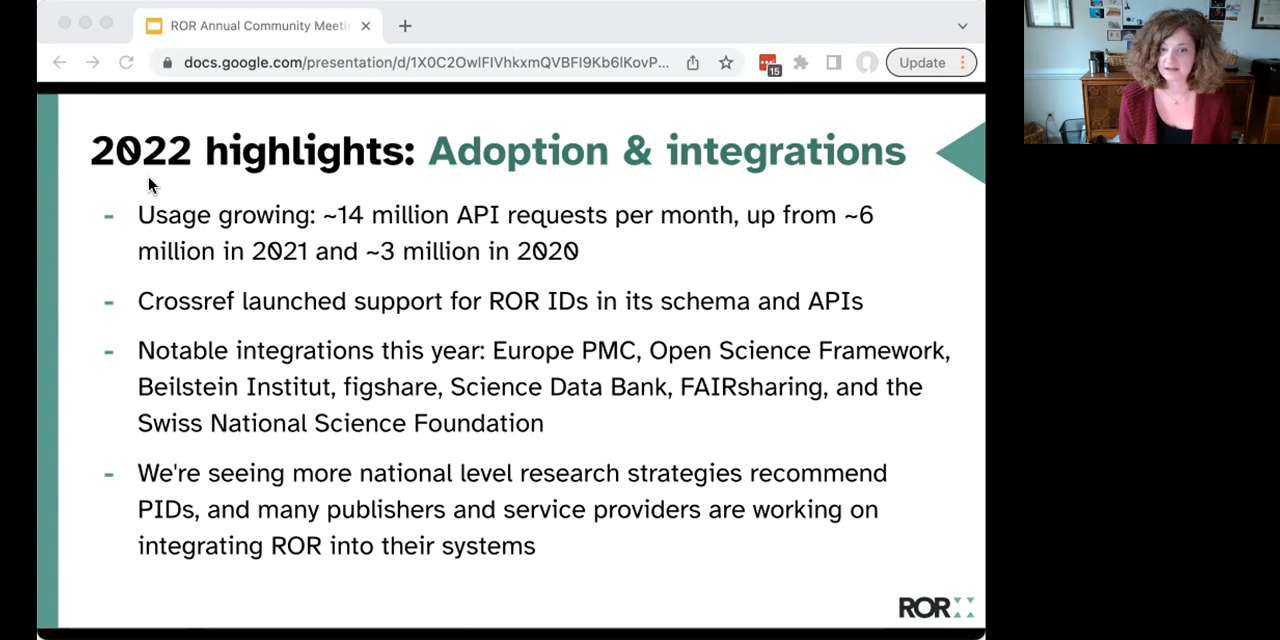 ROR Annual Community Meetin
docs.google.com/presentation/d/1X0C2OwlFIVhkxmQVBFI9Kb6lKovP...
15
Update
2022 highlights: Adoption & integrations
- Usage growing: ~14 million API requests per month, up from ~6
million in 2021 and ~3 million in 2020
- Crossref launched support for ROR IDs in its schema and APIs
- Notable integrations this year: Europe PMC, Open Science Framework,
Beilstein Institut, figshare, Science Data Bank, FAIRsharing, and the
Swiss National Science Foundation
- We're seeing more national level research strategies recommend
PIDs, and many publishers and service providers are working on
integrating ROR into their systems
ROR